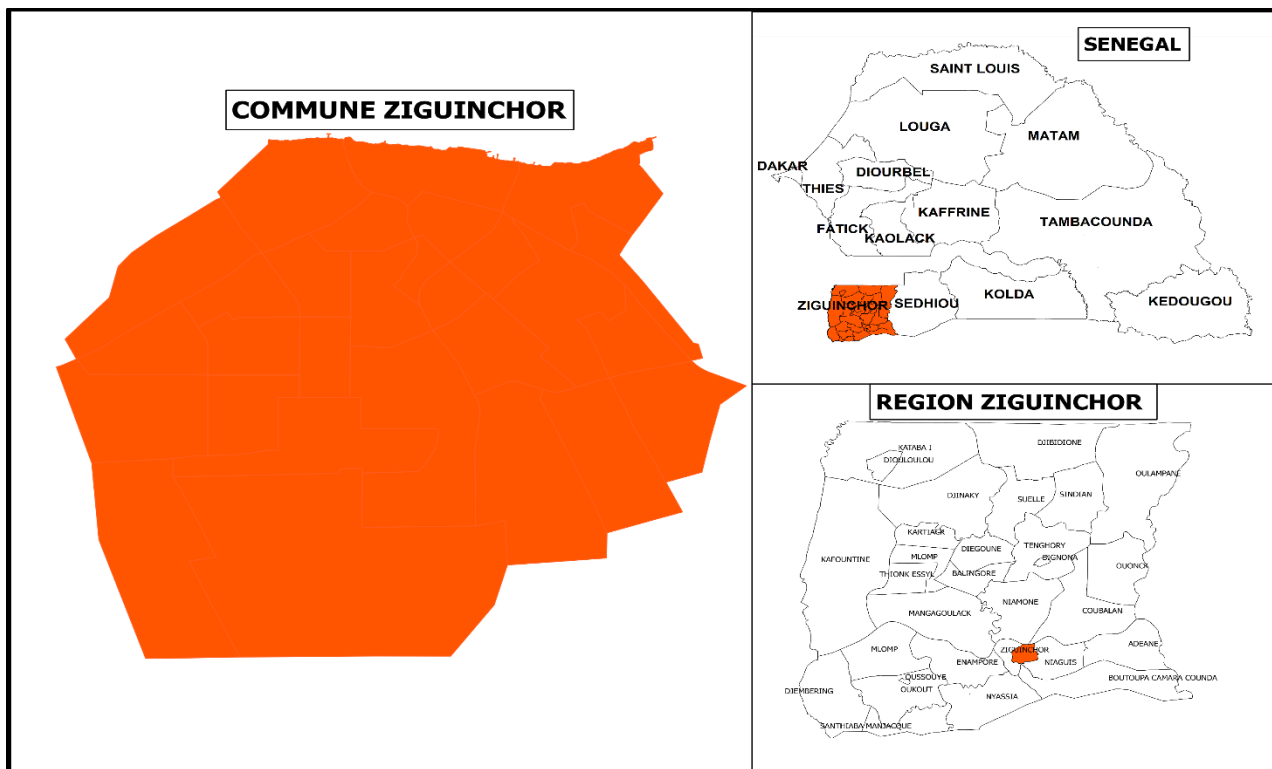 COMMUNE ZIGUINCHOR
SENEGAL
SAINT LOUIS
LOUGA
MATAM
DAKAR
DIOURBEL
THIES
KAFFRINE
TAMBACOUNDA
FATICK
KAOLACK
ZIGUINCHOR
SEDHIOU
KOLDA
KEDOUGOU
REGION ZIGUINCHOR
KATABA I
DJIBIDIONE
DIOULOULOU
OULAMPANE
DJINAKY
SUELLE
SINDIAN
KARTIACK
TENGHORY
DIEGOUNE
MLOMP
BIGNONA
KAFOUNTINE
THIONK ESSYL
BALINGORE
OUONCK
NIAMONE
MANGAGOULACK
COUBALAN
MLOMP
ZIGUINCHOR
ADEANE
ENAMPORE
NIAGUIS
OUSSOUYE
BOUTOUPA CAMARA COUNDA
DJEMBERING
OUKOUT
NYASSIA
SANTHIABA MANJACQUE